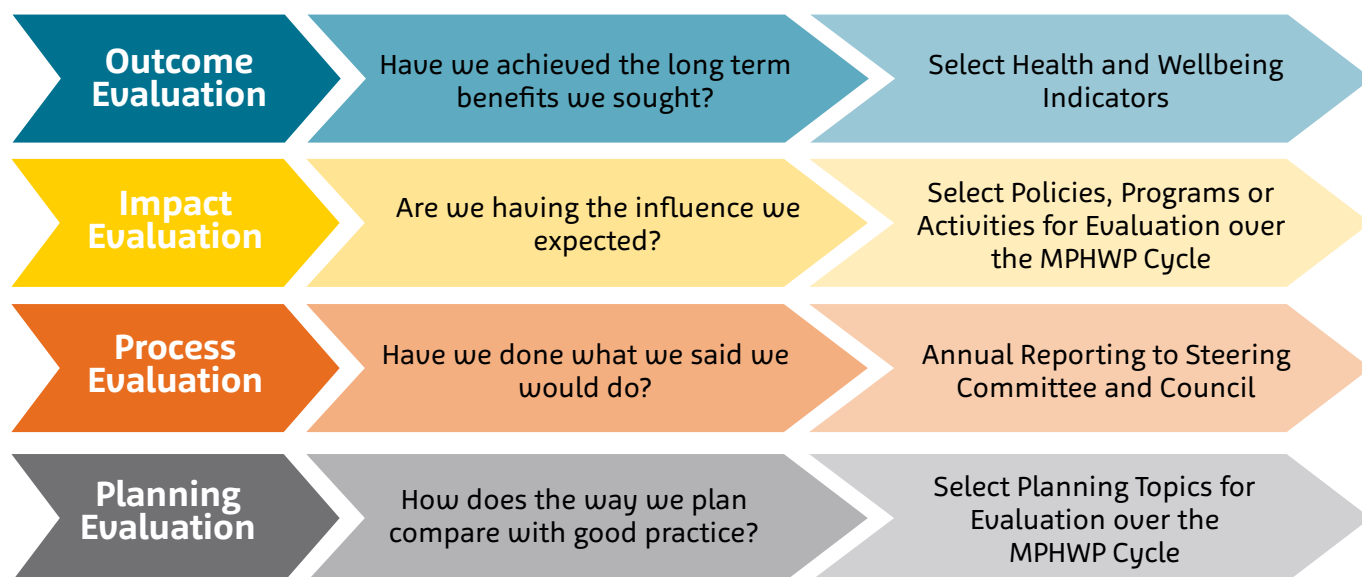 Outcome
Evaluation
Have we achieved the long term
benefits we sought?
Select Health and Wellbeing
Indicators
Impact
Evaluation
Are we having the influence we
expected?
Select Policies, Programs or
Activities for Evaluation over
the MPHWP Cycle
Process
Evaluation
Have we done what we said we
would do?
Annual Reporting to Steering
Committee and Council
Planning
Evaluation
How does the way we plan
compare with good practice?
Select Planning Topics for
Evaluation over the
MPHWP Cycle